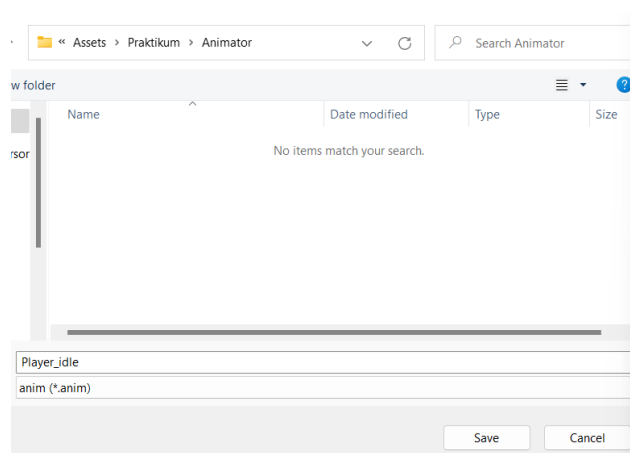 « Assets > Praktikum > Animator
Search Animator
w folder
?
Name
Date modified
Type
Size
rsor
No items match your search.
Player_idle
anim (*.anim)
Save
Cancel